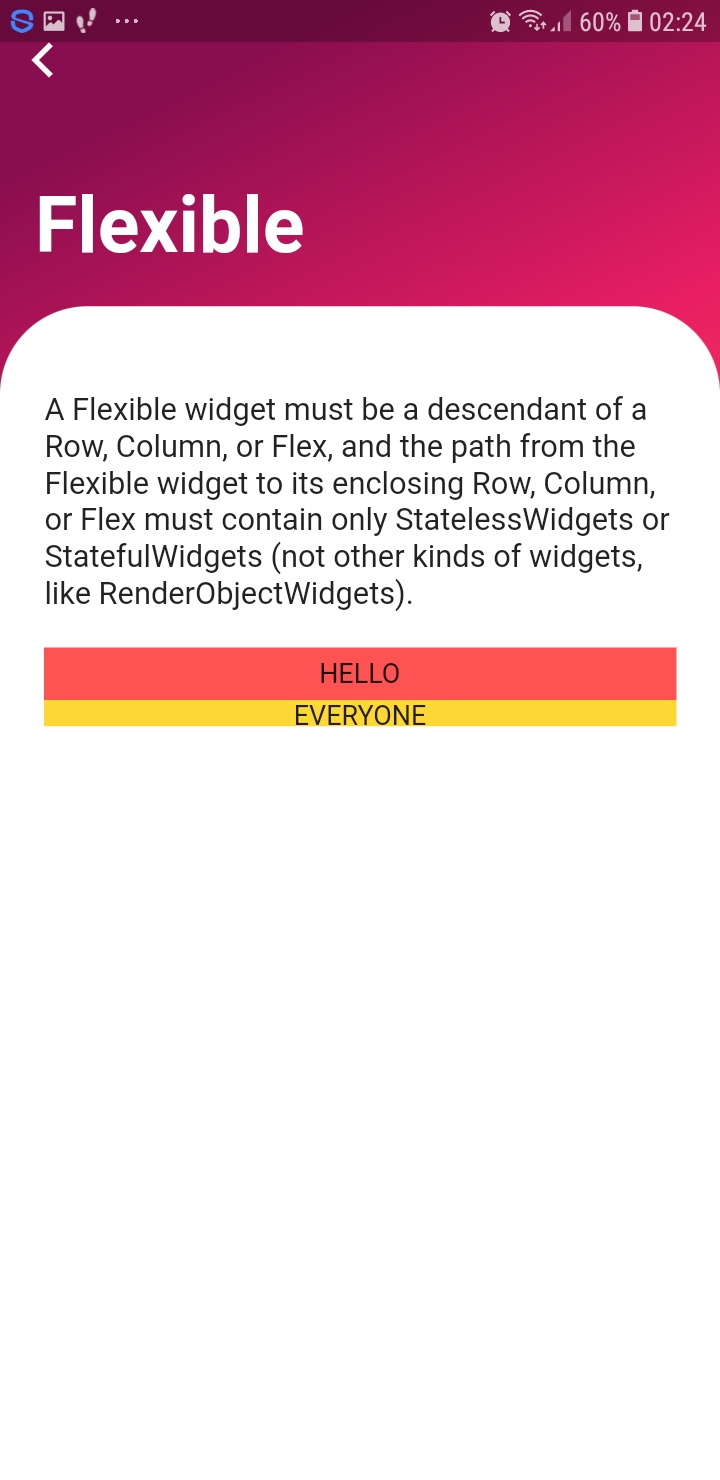 60% 02:24
Flexible
A Flexible widget must be a descendant of a
Row, Column, or Flex, and the path from the
Flexible widget to its enclosing Row, Column,
or Flex must contain only StatelessWidgets or
StatefulWidgets (not other kinds of widgets,
like RenderObjectWidgets).
HELLO
EVERYONE